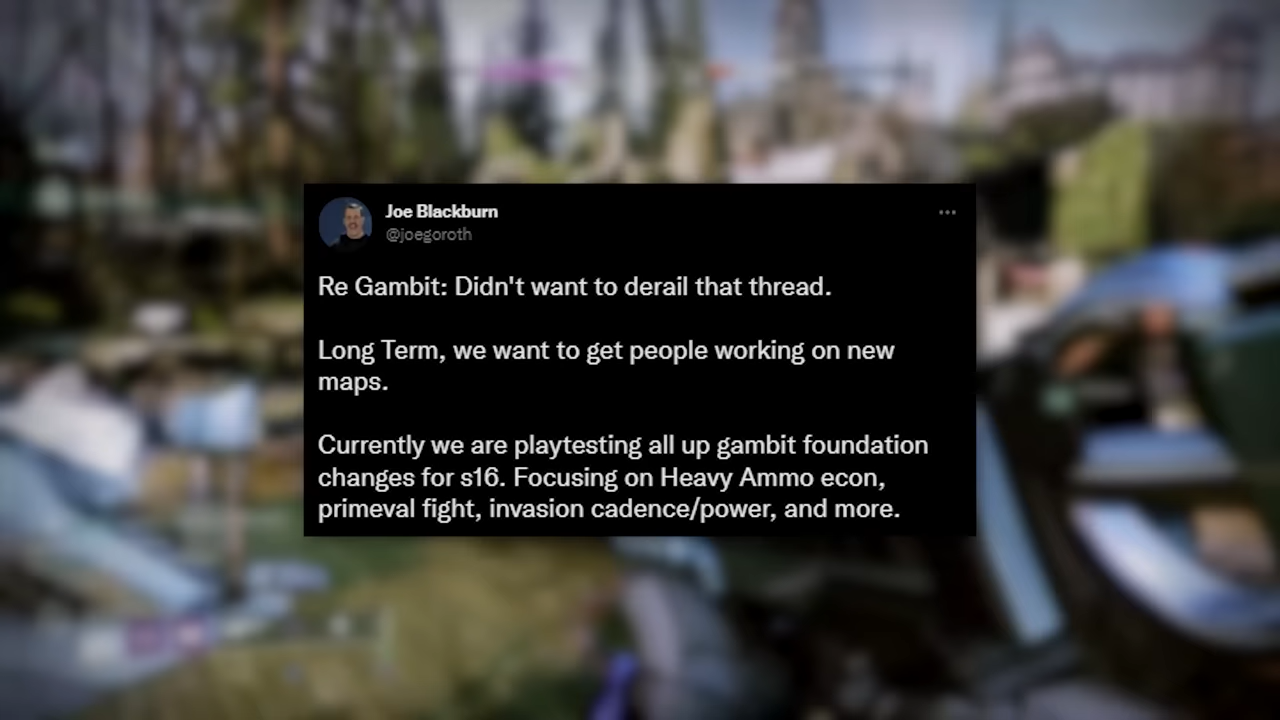 Joe Blackburn
@joegoroth
Re Gambit: Didn't want to derail that thread.
Long Term, we want to get people working on new
maps.
Currently we are playtesting all up gambit foundation
changes for s16. Focusing on Heavy Ammo econ,
primeval fight, invasion cadence/power, and more.